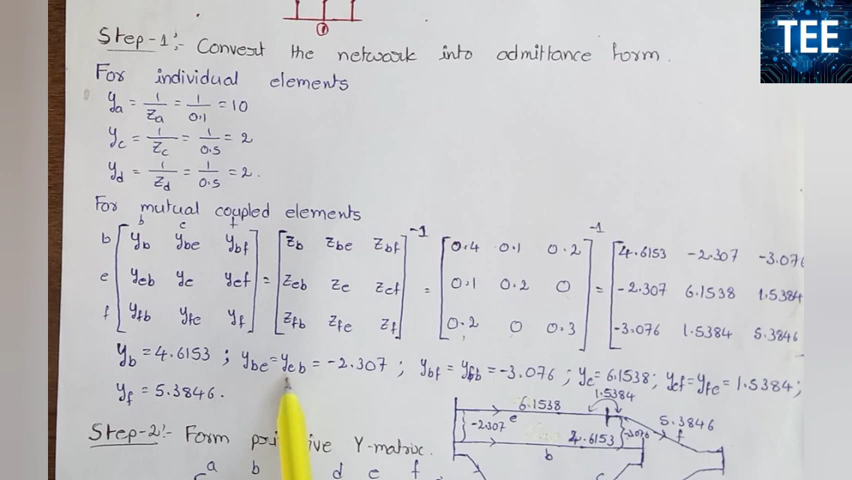 ①
TEE
Step-1:- Convert the network into admittance form.
For individual elements
ya = 1/Za = 1/0.1 = 10
yc = 1/Zc = 1/0.5 = 2
yd = 1/Zd = 1/0.5 = 2.
For mutual coupled elements
b e f
b [yb ybe ybf] = [Zb Zbe Zbf]⁻¹ = [0.4 0.1 0.2]⁻¹ = [4.6153 -2.307 -3.076
e [yeb ye yef] [Zeb Ze Zef] [0.1 0.2 0] [-2.307 6.1538 1.5384
f [yfb yfe yf] [Zfb Zfe Zf] [0.2 0 0.3] [-3.076 1.5384 5.3846
yb = 4.6153 ; ybe = yeb = -2.307 ; ybf = yfb = -3.076 ; ye = 6.1538 ; yef = yfe = 1.5384 ;
yf = 5.3846.
6.1538 1.5384
e -2.307 5.3846
4.6153 -3.076 f
b
Step-2:- Form Y-matrix.
a b d e f